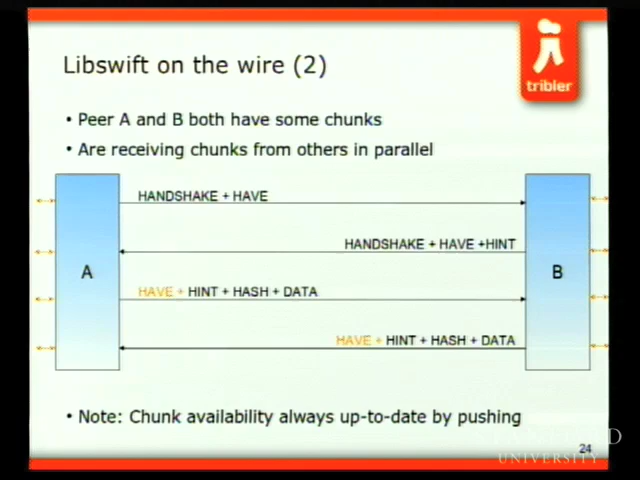 Libswift on the wire (2)
tribler
• Peer A and B both have some chunks
• Are receiving chunks from others in parallel
HANDSHAKE + HAVE
HANDSHAKE + HAVE +HINT
A
B
HAVE + HINT + HASH + DATA
HAVE + HINT + HASH + DATA
• Note: Chunk availability always up-to-date by pushing
24
UNIVERSITY